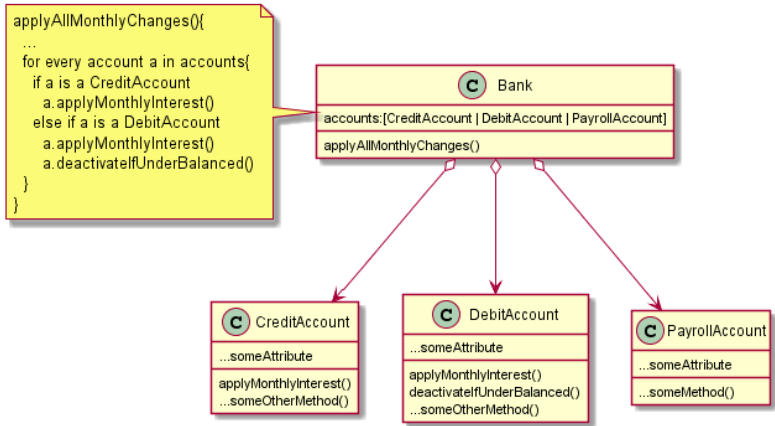 applyAllMonthlyChanges(){
...
for every account a in accounts{
if a is a CreditAccount
a.applyMonthlyInterest()
else if a is a DebitAccount
a.applyMonthlyInterest()
a.deactivateIfUnderBalanced()
}
}
C Bank
accounts:[CreditAccount | DebitAccount | PayrollAccount]
applyAllMonthlyChanges()
C CreditAccount
...someAttribute
applyMonthlyInterest()
...someOtherMethod()
C DebitAccount
...someAttribute
applyMonthlyInterest()
deactivateIfUnderBalanced()
...someOtherMethod()
C PayrollAccount
...someAttribute
...someMethod()